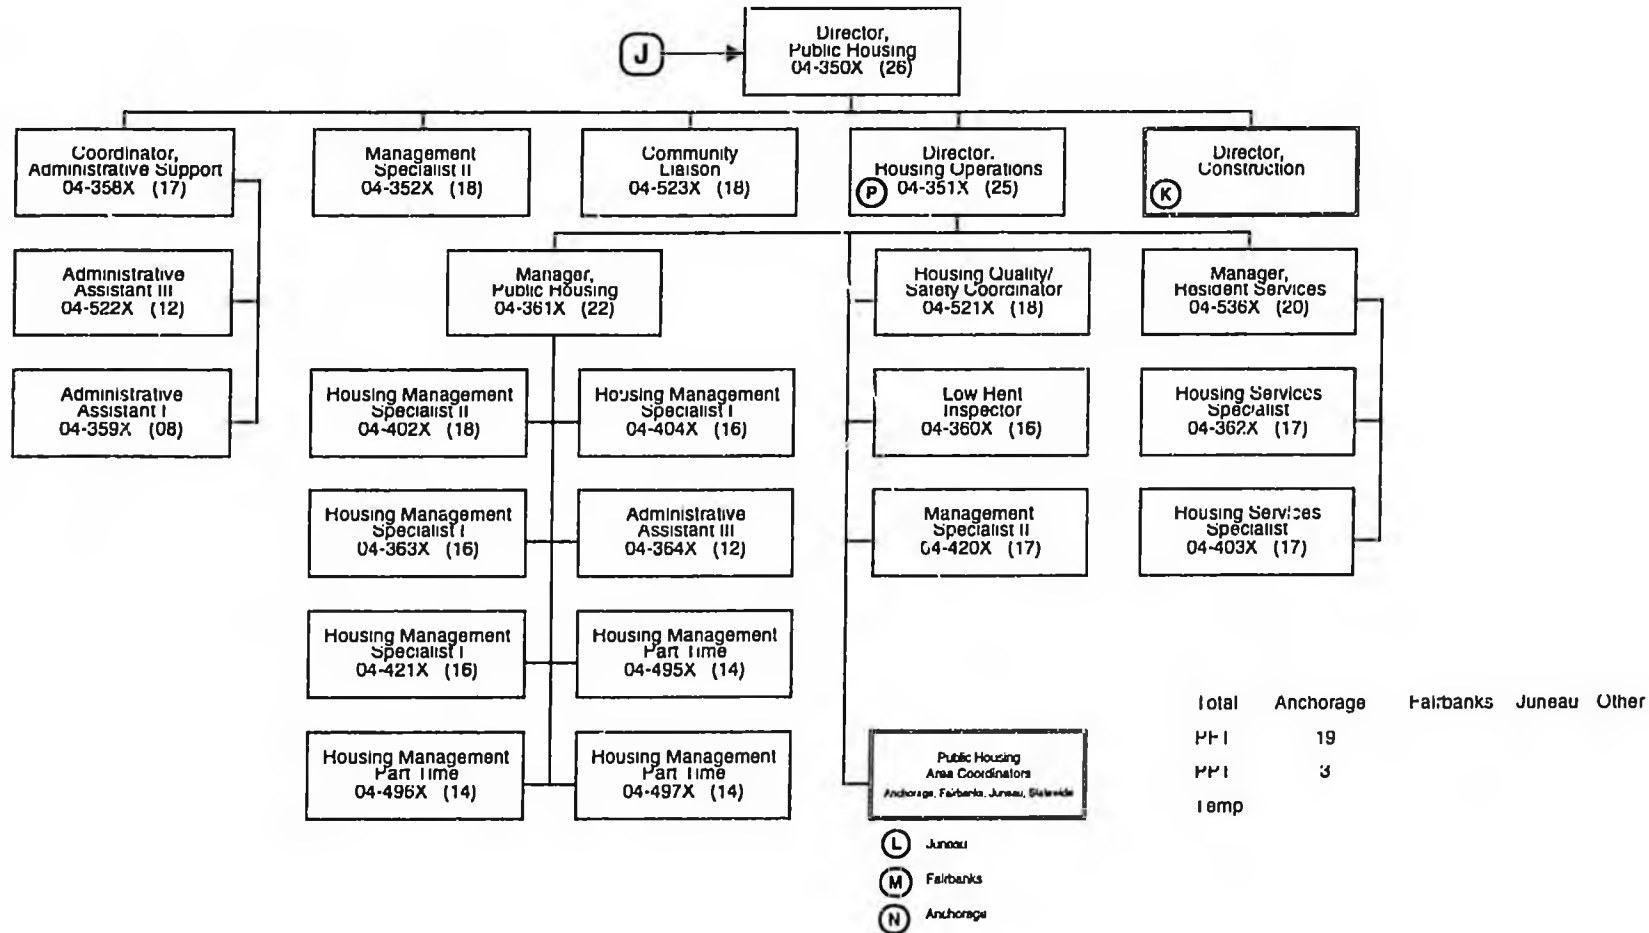 J
Director,
Public Housing
04-350X (26)
Coordinator,
Administrative Support
04-358X (17)
Management
Specialist II
04-352X (18)
Community
Liaison
04-523X (18)
Director.
Housing Operations
P 04-351X (25)
Director,
Construction
K
Administrative
Assistant III
04-522X (12)
Manager,
Public Housing
04-361X (22)
Housing Quality/
Safety Coordinator
04-521X (18)
Manager,
Resident Services
04-536X (20)
Administrative
Assistant I
04-359X (08)
Housing Management
Specialist II
04-402X (18)
Housing Management
Specialist I
04-404X (16)
Low Rent
Inspector
04-360X (16)
Housing Services
Specialist
04-362X (17)
Housing Management
Specialist I
04-363X (16)
Administrative
Assistant III
04-364X (12)
Management
Specialist II
04-420X (17)
Housing Services
Specialist
04-403X (17)
Housing Management
Specialist I
04-421X (16)
Housing Management
Part Time
04-495X (14)
Housing Management
Part Time
04-496X (14)
Housing Management
Part Time
04-497X (14)
Public Housing
Area Coordinators
Anchorage, Fairbanks, Juneau, Statewide
L Juneau
M Fairbanks
N Anchorage
Total Anchorage Fairbanks Juneau Other
PFT 19
PPT 3
Temp